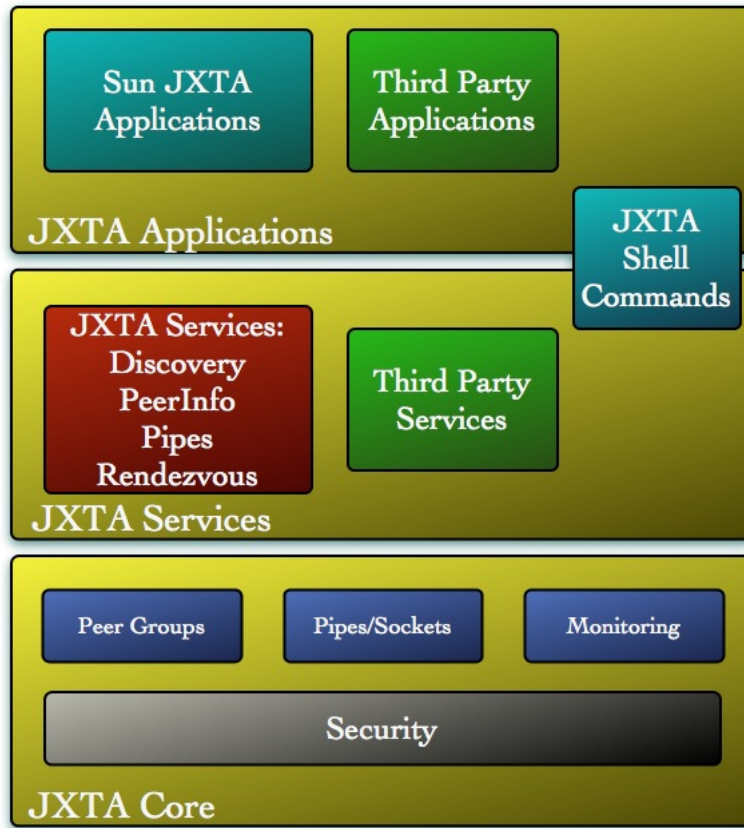 Sun JXTA
Applications
Third Party
Applications
JXTA Applications
JXTA
Shell
Commands
JXTA Services:
Discovery
PeerInfo
Pipes
Rendezvous
Third Party
Services
JXTA Services
Peer Groups
Pipes/Sockets
Monitoring
Security
JXTA Core